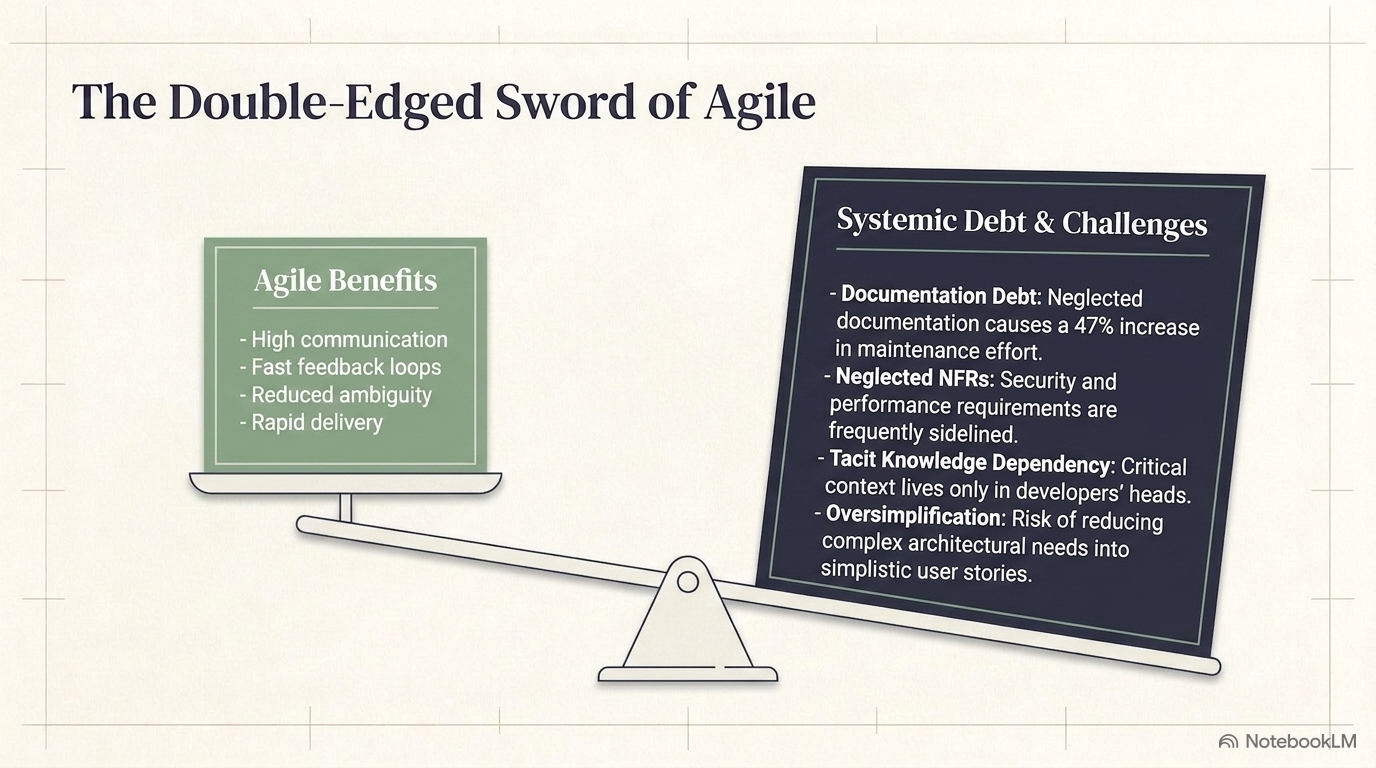 The Double-Edged Sword of Agile
Agile Benefits
- High communication
- Fast feedback loops
- Reduced ambiguity
- Rapid delivery
Systemic Debt & Challenges
- Documentation Debt: Neglected
documentation causes a 47% increase
in maintenance effort.
- Neglected NFRs: Security and
performance requirements are
frequently sidelined.
- Tacit Knowledge Dependency: Critical
context lives only in developers’ heads.
- Oversimplification: Risk of reducing
complex architectural needs into
simplistic user stories.
NotebookLM